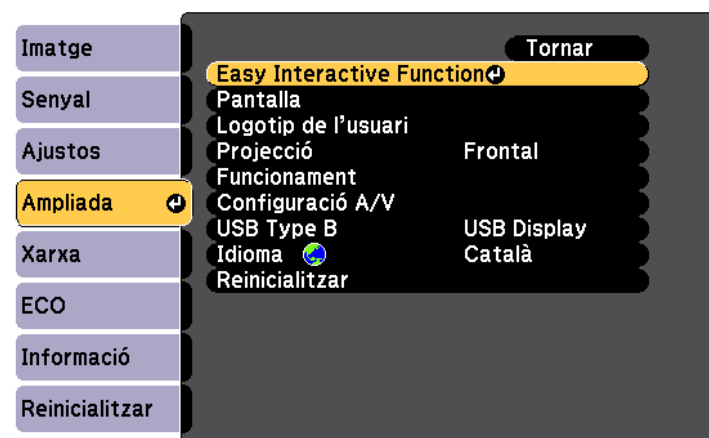 Imatge
Senyal
Ajustos
Ampliada
Xarxa
ECO
Informació
Reinicialitzar
Tornar
Easy Interactive Function
Pantalla
Logotip de l'usuari
Projecció Frontal
Funcionament
Configuració A/V
USB Type B USB Display
Idioma Català
Reinicialitzar